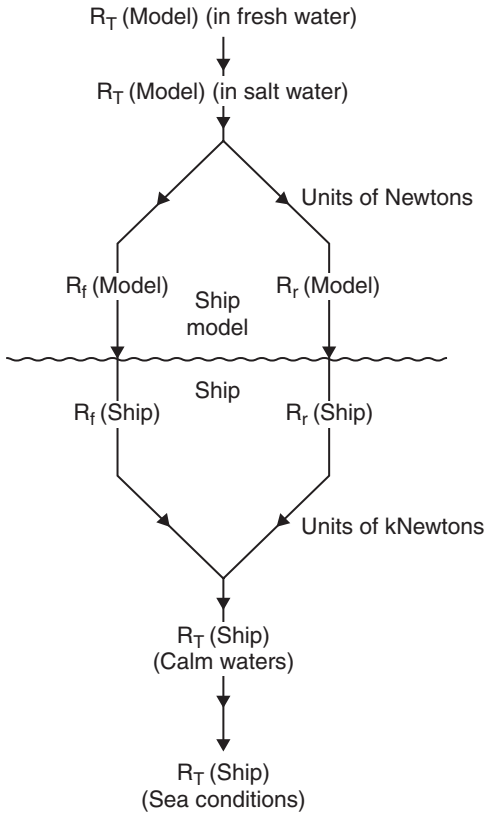 R_T (Model) (in fresh water)
R_T (Model) (in salt water)
Units of Newtons
R_f (Model)
R_r (Model)
Ship
model
Ship
R_f (Ship)
R_r (Ship)
Units of kNewtons
R_T (Ship)
(Calm waters)
R_T (Ship)
(Sea conditions)